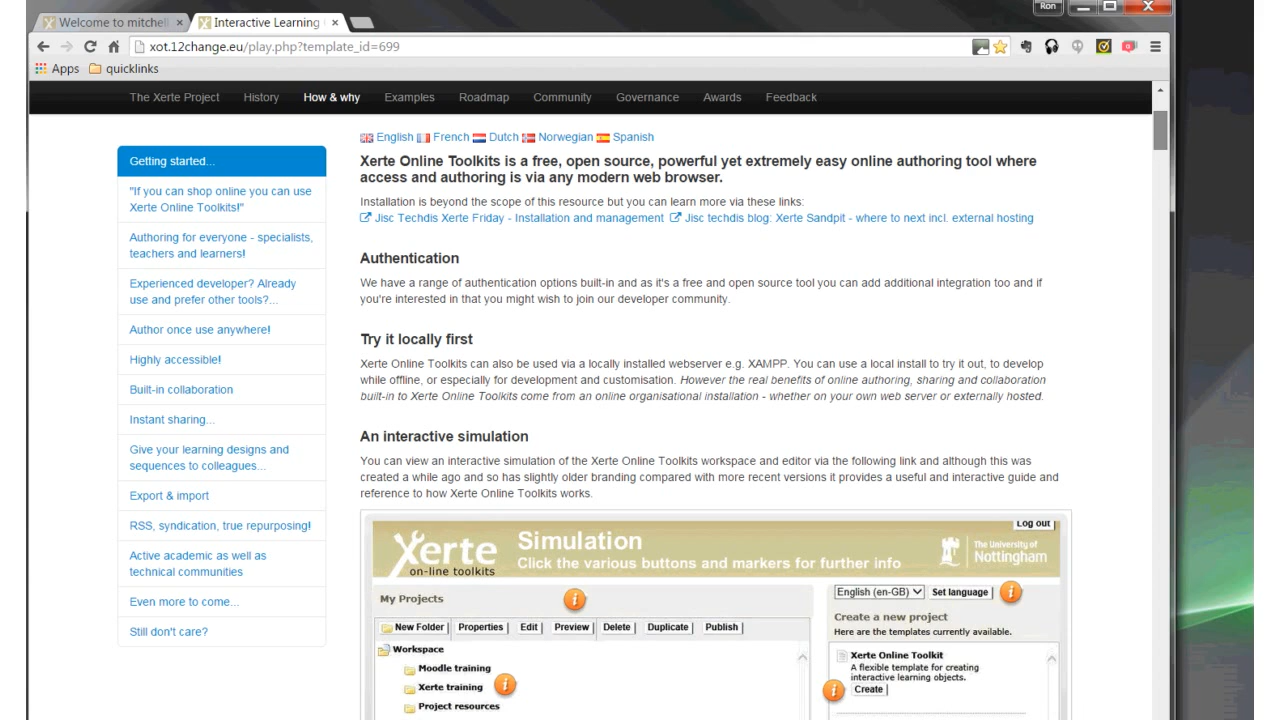 Ron
Welcome to mitchell
Interactive Learning
xot.12change.eu/play.php?template_id=699
Apps quicklinks
The Xerte Project History How & why Examples Roadmap Community Governance Awards Feedback
English French Dutch Norwegian Spanish
Getting started...
"If you can shop online you can use
Xerte Online Toolkits!"
Authoring for everyone - specialists,
teachers and learners!
Experienced developer? Already
use and prefer other tools?...
Author once use anywhere!
Highly accessible!
Built-in collaboration
Instant sharing...
Give your learning designs and
sequences to colleagues...
Export & import
RSS, syndication, true repurposing!
Active academic as well as
technical communities
Even more to come...
Still don't care?
Xerte Online Toolkits is a free, open source, powerful yet extremely easy online authoring tool where
access and authoring is via any modern web browser.
Installation is beyond the scope of this resource but you can learn more via these links:
Jisc Techdis Xerte Friday - Installation and management Jisc techdis blog: Xerte Sandpit - where to next incl. external hosting
Authentication
We have a range of authentication options built-in and as it's a free and open source tool you can add additional integration too and if
you're interested in that you might wish to join our developer community.
Try it locally first
Xerte Online Toolkits can also be used via a locally installed webserver e.g. XAMPP. You can use a local install to try it out, to develop
while offline, or especially for development and customisation. However the real benefits of online authoring, sharing and collaboration
built-in to Xerte Online Toolkits come from an online organisational installation - whether on your own web server or externally hosted.
An interactive simulation
You can view an interactive simulation of the Xerte Online Toolkits workspace and editor via the following link and although this was
created a while ago and so has slightly older branding compared with more recent versions it provides a useful and interactive guide and
reference to how Xerte Online Toolkits works.
Log out
Xerte
on-line toolkits
Simulation
Click the various buttons and markers for further info
The University of
Nottingham
My Projects
New Folder Properties Edit Preview Delete Duplicate Publish
Workspace
Moodle training
Xerte training
Project resources
English (en-GB) Set language
Create a new project
Here are the templates currently available.
Xerte Online Toolkit
A flexible template for creating
interactive learning objects.
Create